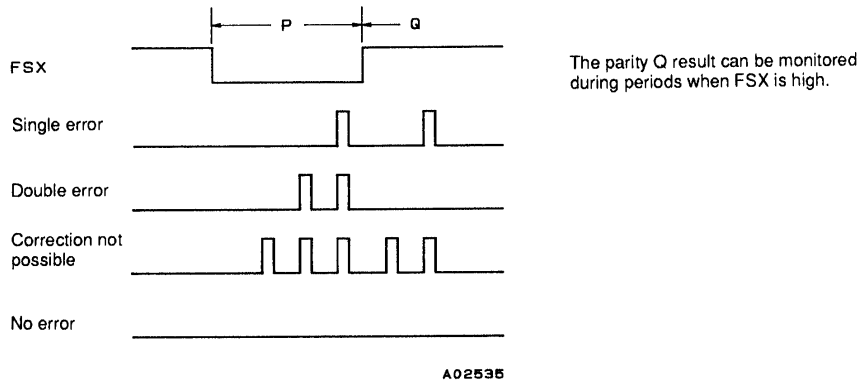 P
Q
FSX
The parity Q result can be monitored
during periods when FSX is high.
Single error
Double error
Correction not
possible
No error
A02535